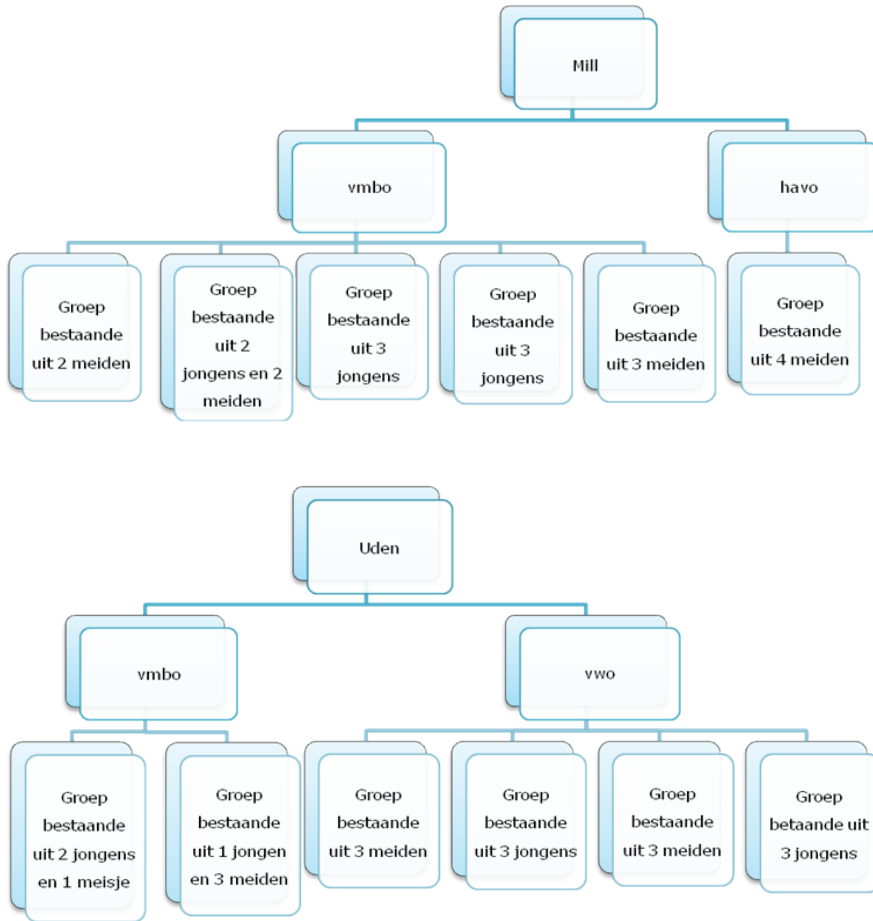 Mill
vmbo
havo
Groep
bestaande
uit 2 meiden
Groep
bestaande
uit 2
jongens en 2
meiden
Groep
bestaande
uit 3
jongens
Groep
bestaande
uit 3
jongens
Groep
bestaande
uit 3 meiden
Groep
bestaande
uit 4 meiden
Uden
vmbo
vwo
Groep
bestaande
uit 2 jongens
en 1 meisje
Groep
bestaande
uit 1 jongen
en 3 meiden
Groep
bestaande
uit 3 meiden
Groep
bestaande
uit 3 jongens
Groep
bestaande
uit 3 meiden
Groep
betaande uit
3 jongens